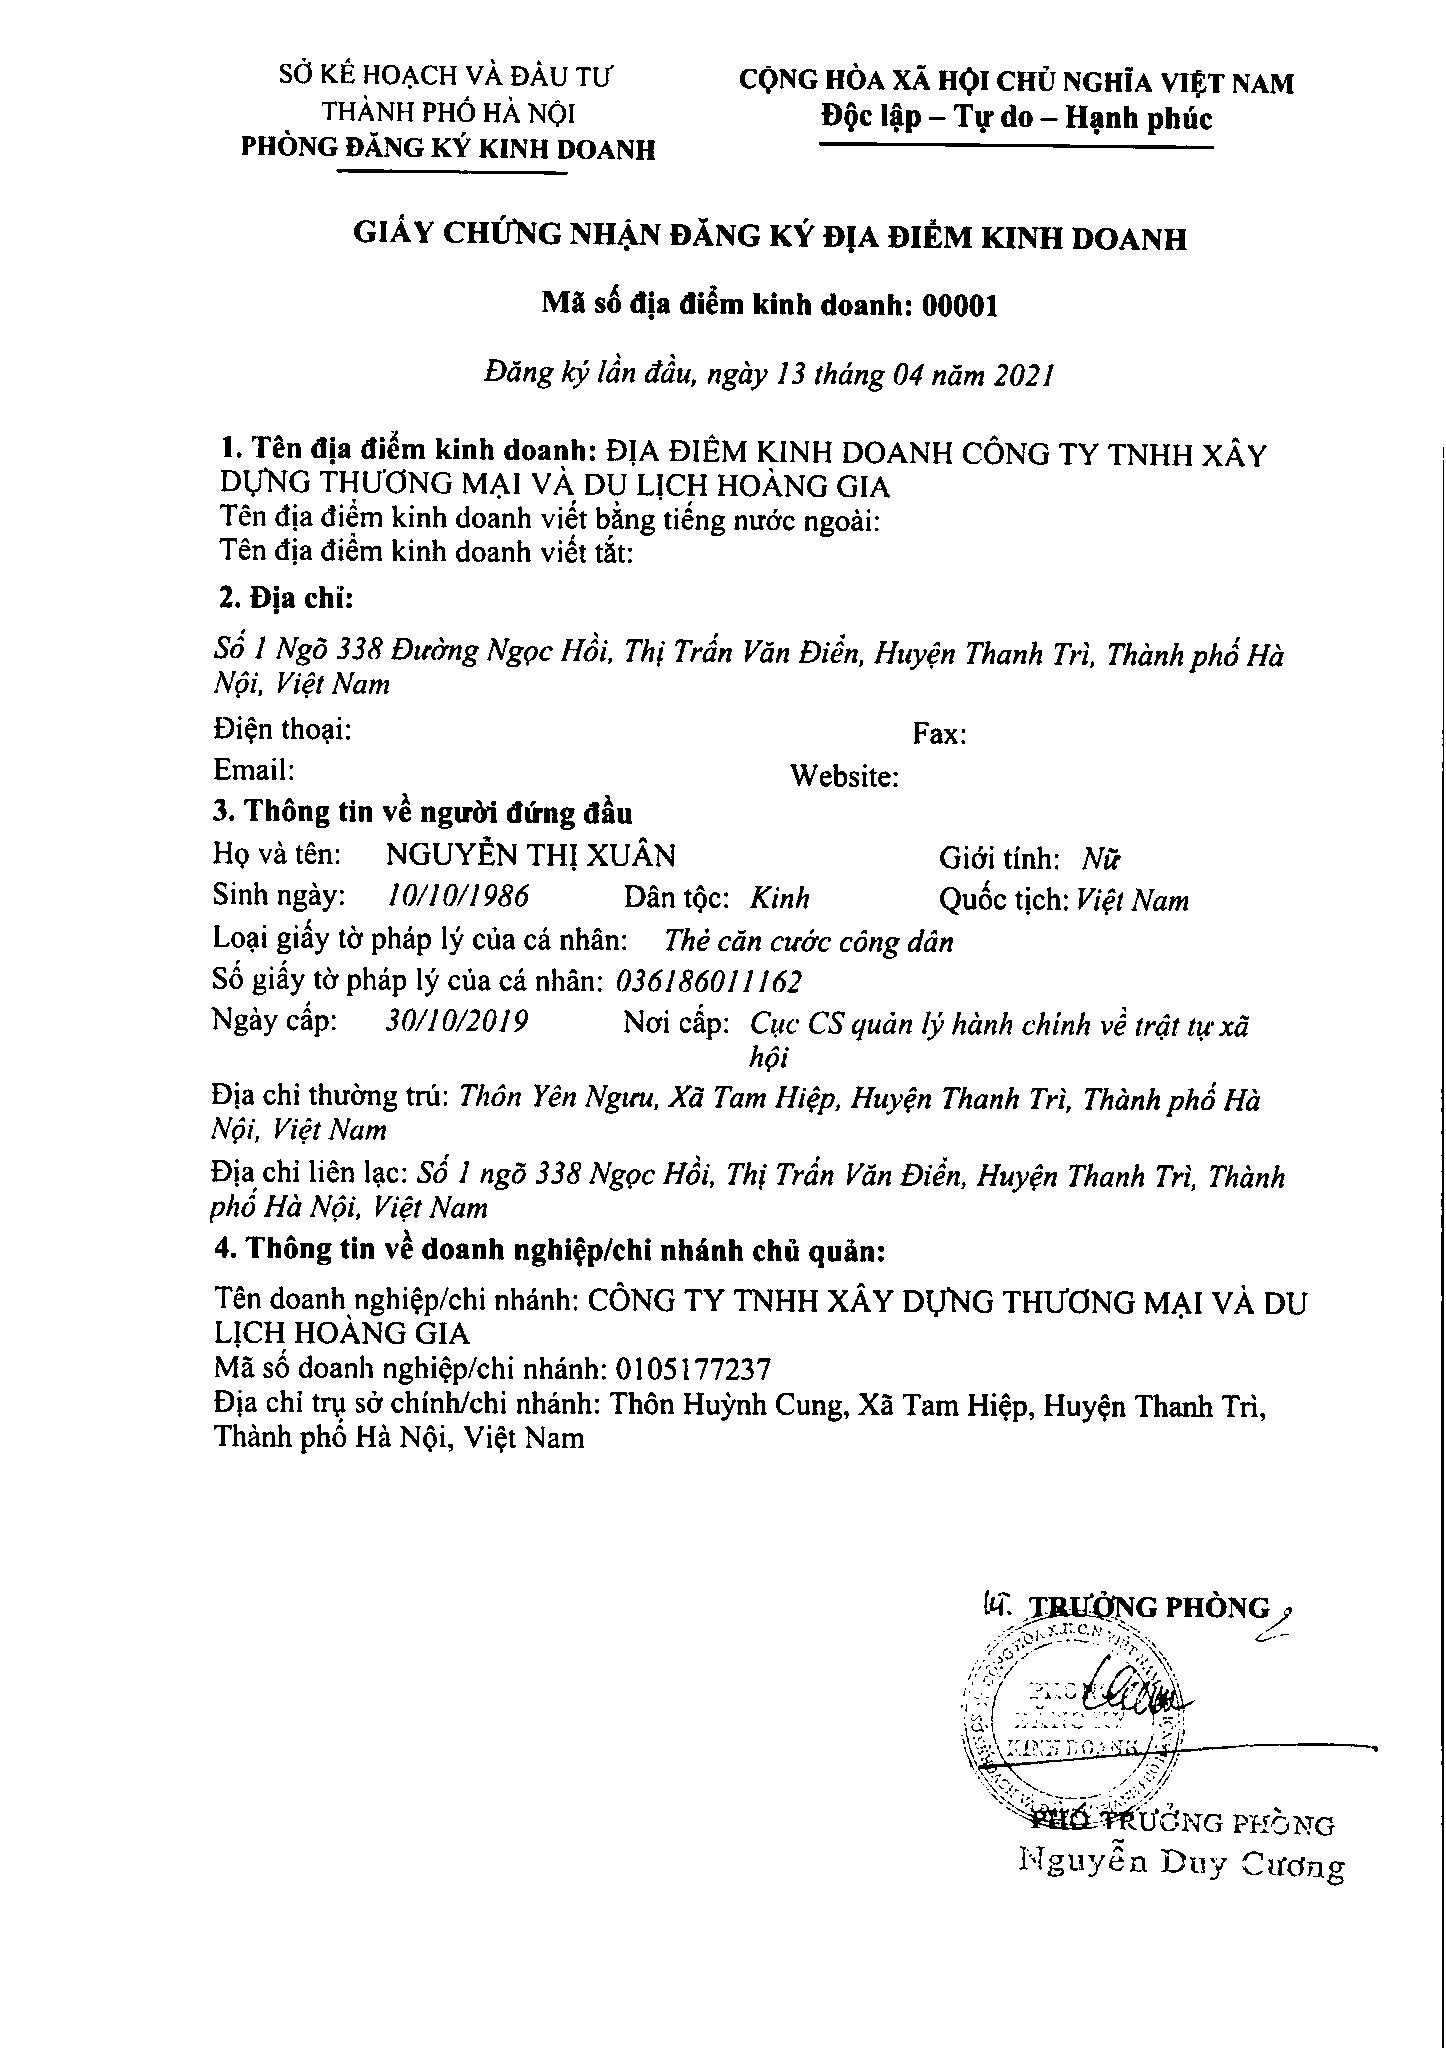 SỞ KẾ HOẠCH VÀ ĐẦU TƯ
THÀNH PHỐ HÀ NỘI
PHÒNG ĐĂNG KÝ KINH DOANH
CỘNG HÒA XÃ HỘI CHỦ NGHĨA VIỆT NAM
Độc lập – Tự do – Hạnh phúc
GIẤY CHỨNG NHẬN ĐĂNG KÝ ĐỊA ĐIỂM KINH DOANH
Mã số địa điểm kinh doanh: 00001
Đăng ký lần đầu, ngày 13 tháng 04 năm 2021
1. Tên địa điểm kinh doanh: ĐỊA ĐIỂM KINH DOANH CÔNG TY TNHH XÂY
DỰNG THƯƠNG MẠI VÀ DU LỊCH HOÀNG GIA
Tên địa điểm kinh doanh viết bằng tiếng nước ngoài:
Tên địa điểm kinh doanh viết tắt:
2. Địa chỉ:
Số 1 Ngõ 338 Đường Ngọc Hồi, Thị Trấn Văn Điển, Huyện Thanh Trì, Thành phố Hà
Nội, Việt Nam
Điện thoại: Fax:
Email: Website:
3. Thông tin về người đứng đầu
Họ và tên: NGUYỄN THỊ XUÂN Giới tính: Nữ
Sinh ngày: 10/10/1986 Dân tộc: Kinh Quốc tịch: Việt Nam
Loại giấy tờ pháp lý của cá nhân: Thẻ căn cước công dân
Số giấy tờ pháp lý của cá nhân: 036186011162
Ngày cấp: 30/10/2019 Nơi cấp: Cục CS quản lý hành chính về trật tự xã
hội
Địa chỉ thường trú: Thôn Yên Ngưu, Xã Tam Hiệp, Huyện Thanh Trì, Thành phố Hà
Nội, Việt Nam
Địa chỉ liên lạc: Số 1 ngõ 338 Ngọc Hồi, Thị Trấn Văn Điển, Huyện Thanh Trì, Thành
phố Hà Nội, Việt Nam
4. Thông tin về doanh nghiệp/chi nhánh chủ quản:
Tên doanh nghiệp/chi nhánh: CÔNG TY TNHH XÂY DỰNG THƯƠNG MẠI VÀ DU
LỊCH HOÀNG GIA
Mã số doanh nghiệp/chi nhánh: 0105177237
Địa chỉ trụ sở chính/chi nhánh: Thôn Huỳnh Cung, Xã Tam Hiệp, Huyện Thanh Trì,
Thành phố Hà Nội, Việt Nam
TRƯỞNG PHÒNG
PHÒNG
ĐĂNG KÝ
KINH DOANH
PHÓ TRƯỞNG PHÒNG
Nguyễn Duy Cương